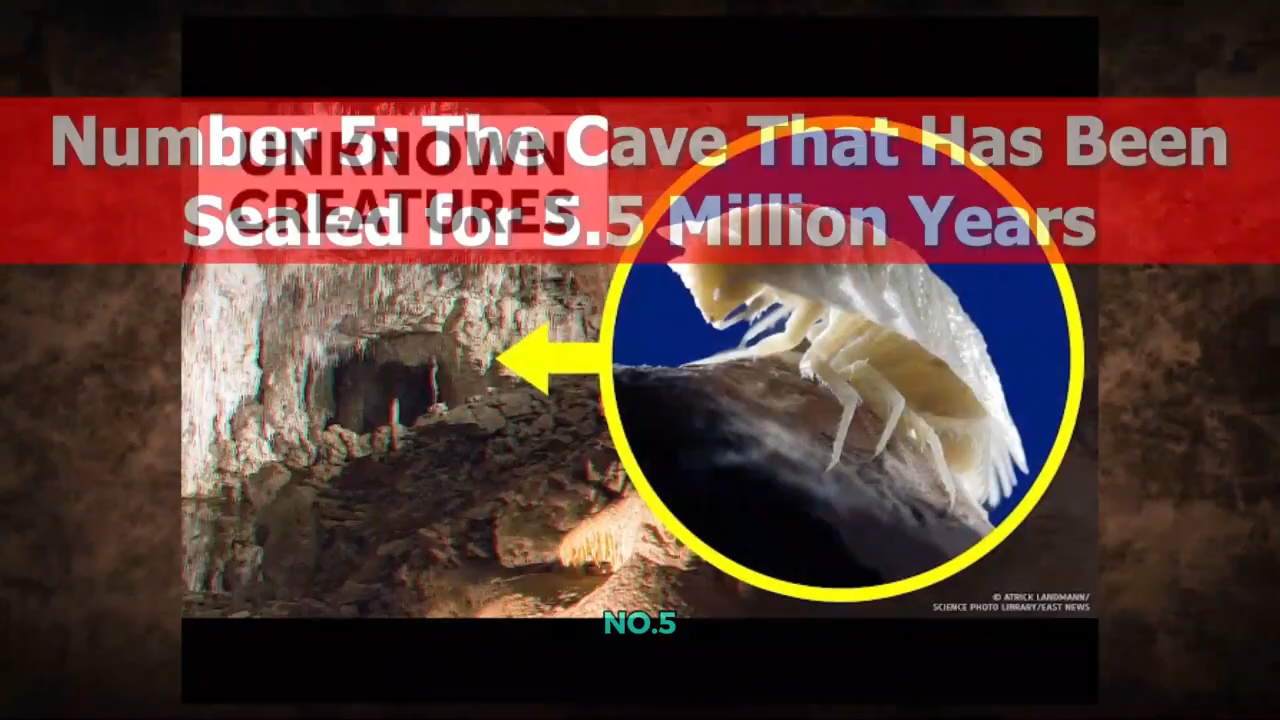 Number 5: The Cave That Has Been
Sealed for 5.5 Million Years
UNKNOWN
CREATURES
© ATRICK LANDMANN/
SCIENCE PHOTO LIBRARY/EAST NEWS
NO.5